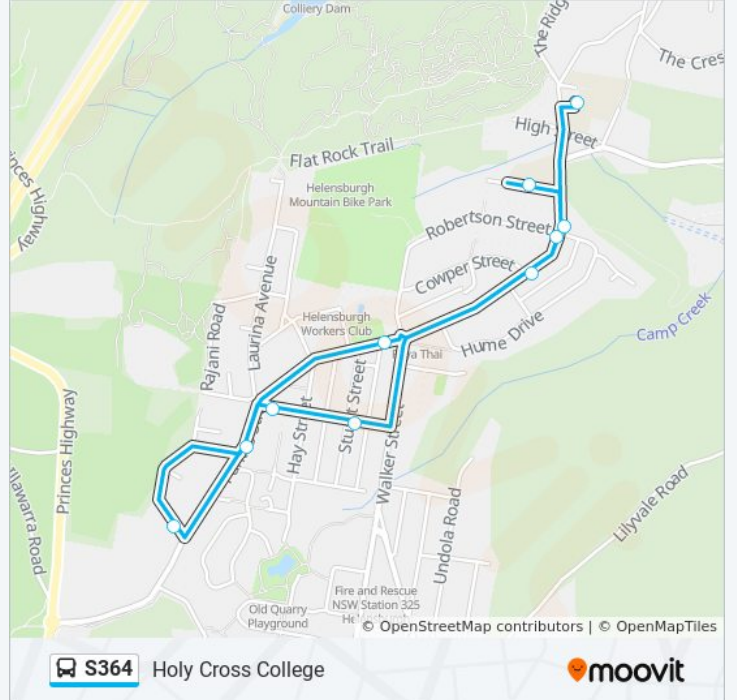 Colliery Dam
The Ridg
The Cres
High Street
Flat Rock Trail
rinces Highway
Helensburgh
Mountain Bike Park
Robertson Street
Cowper Street
Laurina Avenue
Rajani Road
Helensburgh
Workers Club
Hume Drive
Camp Creek
Thai
Princes Highway
Hay Street
Walker Street
llawarra Road
Undola Road
Lilyvale Road
Old Quarry
Playground
Fire and Rescue
NSW Station 325
© OpenStreetMap contributors | © OpenMapTiles
S364 Holy Cross College
moovit